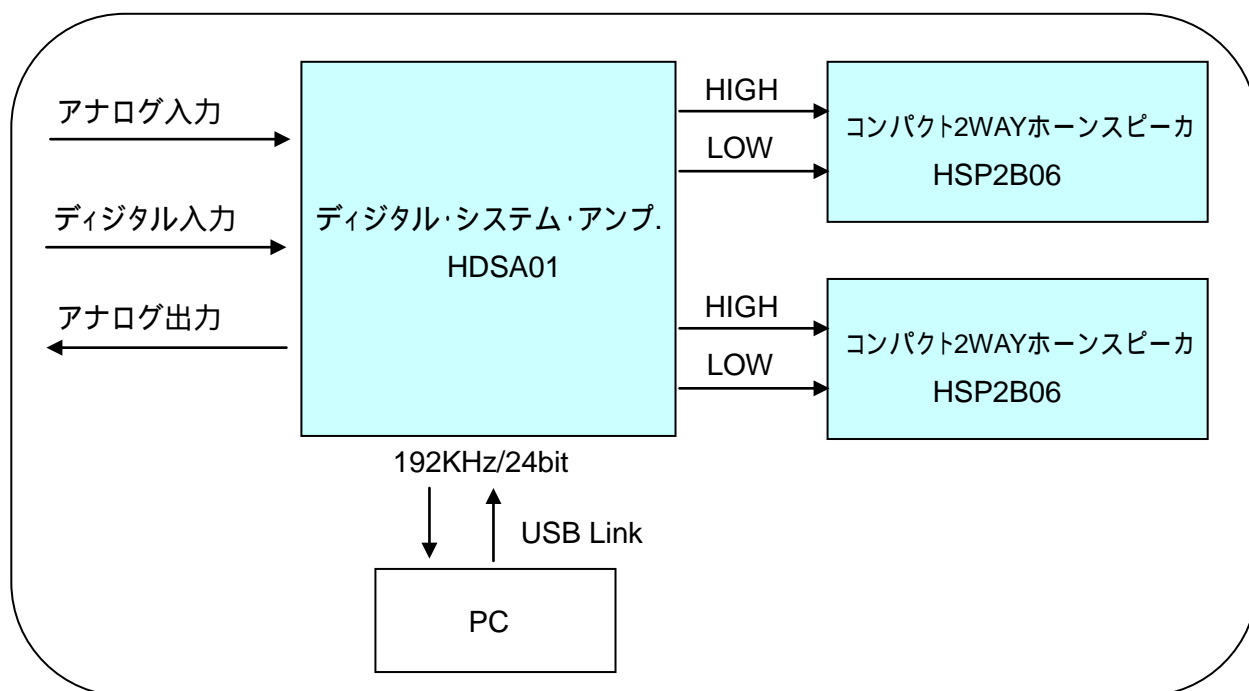 アナログ入力
ディジタル入力
アナログ出力
ディジタル・システム・アンプ.
HDSA01
192KHz/24bit
HIGH
LOW
コンパクト2WAYホーンスピーカ
HSP2B06
HIGH
LOW
コンパクト2WAYホーンスピーカ
HSP2B06
USB Link
PC